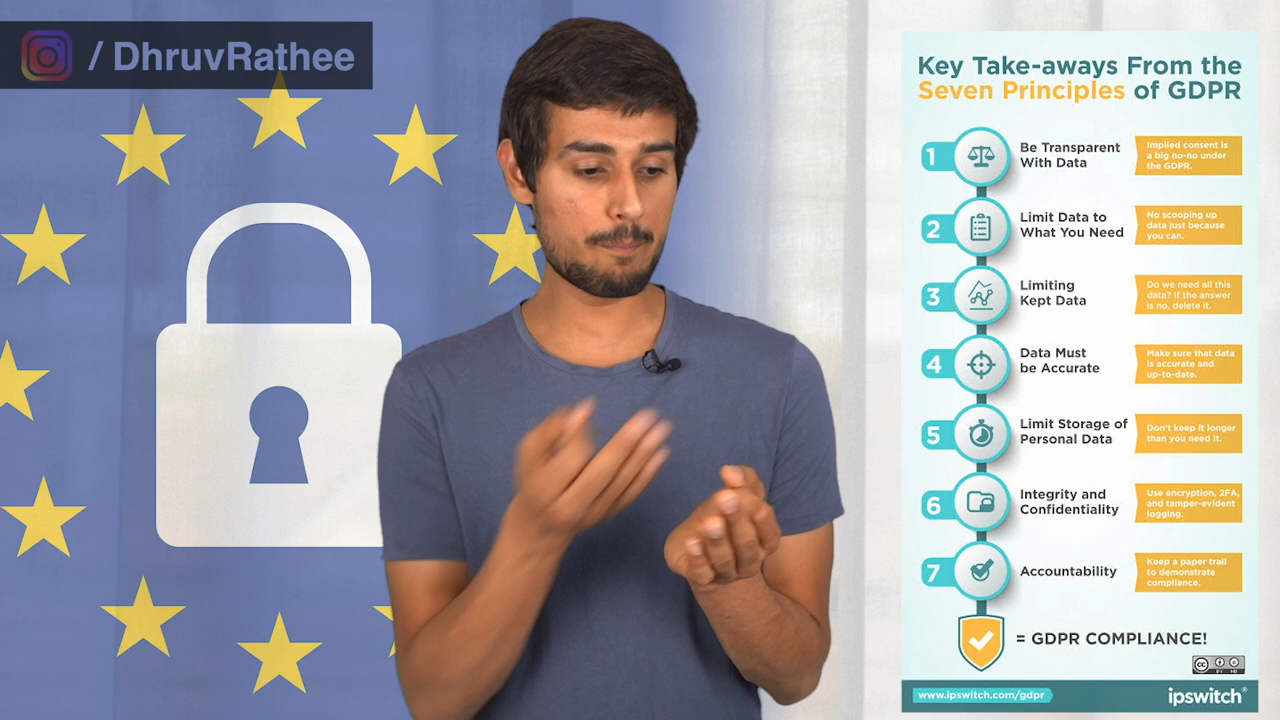 / DhruvRathee
Key Take-aways From the
Seven Principles of GDPR
1
Be Transparent
With Data
Implied consent is
a big no-no under
the GDPR.
2
Limit Data to
What You Need
No scooping up
data just because
you can.
3
Limiting
Kept Data
Do we need all this
data? If the answer
is no, delete it.
4
Data Must
be Accurate
Make sure that data
is accurate and
up-to-date.
5
Limit Storage of
Personal Data
Don't keep it longer
than you need it.
6
Integrity and
Confidentiality
Use encryption, 2FA,
and tamper-evident
logging.
7
Accountability
Keep a paper trail
to demonstrate
compliance.
= GDPR COMPLIANCE!
CC
BY ND
www.ipswitch.com/gdpr
ipswitch®